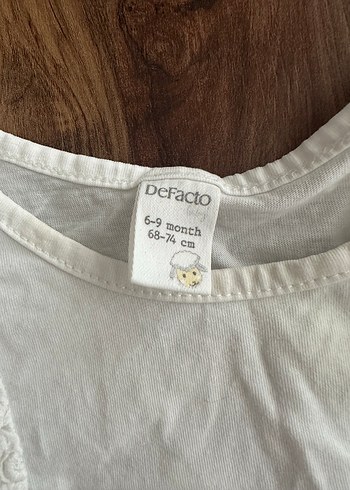 DeFacto
6-9 month
68-74 cm